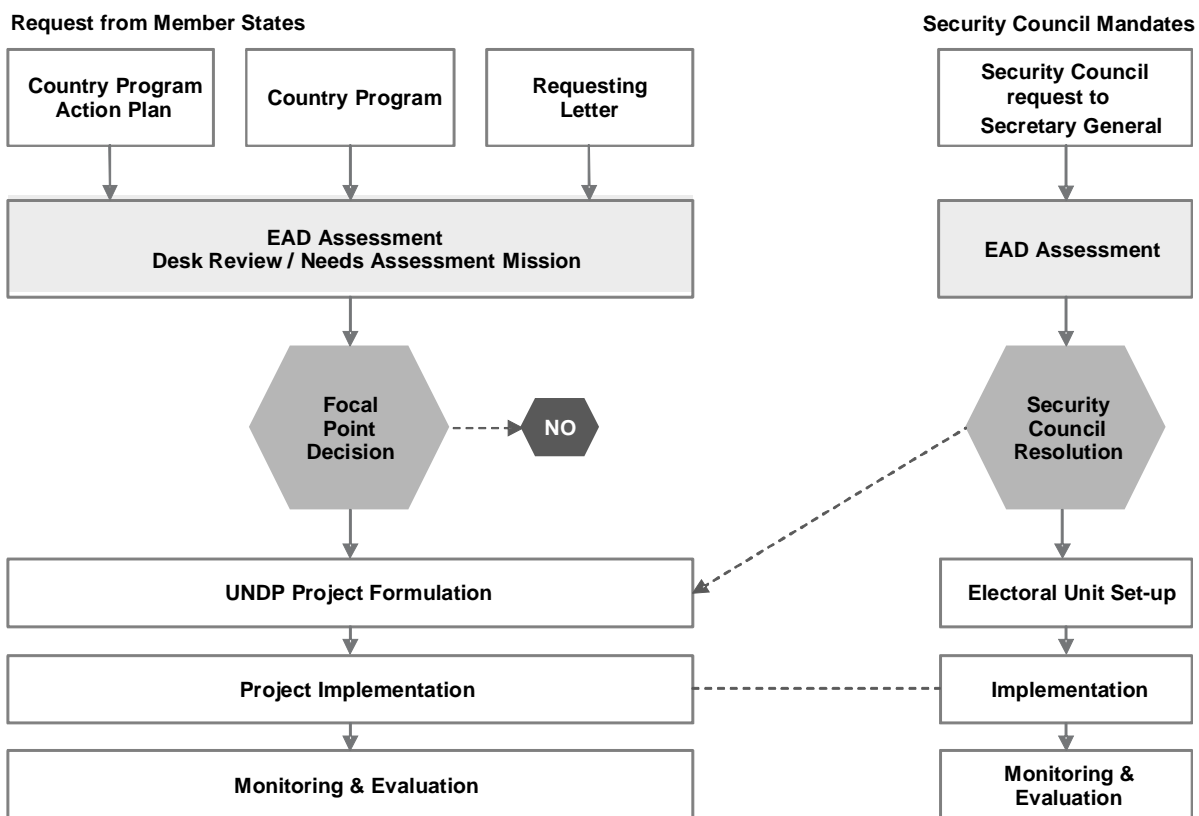 Request from Member States
Security Council Mandates
Country Program
Action Plan
Country Program
Requesting
Letter
Security Council
request to
Secretary General
EAD Assessment
Desk Review / Needs Assessment Mission
EAD Assessment
Focal
Point
Decision
NO
Security
Council
Resolution
UNDP Project Formulation
Electoral Unit Set-up
Project Implementation
Implementation
Monitoring & Evaluation
Monitoring &
Evaluation